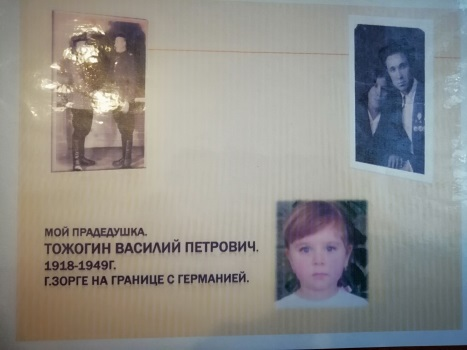 МОЙ ПРАДЕДУШКА.
ТОЖОГИН ВАСИЛИЙ ПЕТРОВИЧ.
1918-1949Г.
Г.ЗОРГЕ НА ГРАНИЦЕ С ГЕРМАНИЕЙ.